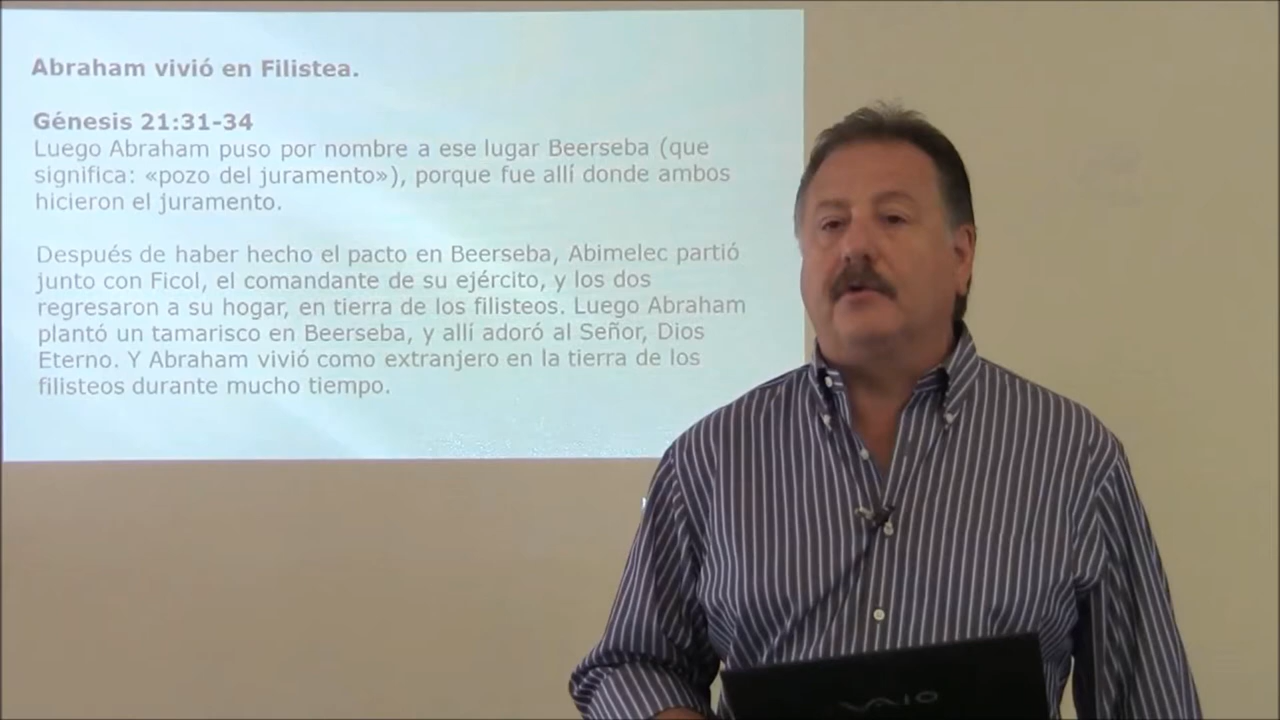 Abraham vivió en Filistea.
Génesis 21:31-34
Luego Abraham puso por nombre a ese lugar Beerseba (que
significa: «pozo del juramento»), porque fue allí donde ambos
hicieron el juramento.
Después de haber hecho el pacto en Beerseba, Abimelec partió
junto con Ficol, el comandante de su ejército, y los dos
regresaron a su hogar, en tierra de los filisteos. Luego Abraham
plantó un tamarisco en Beerseba, y allí adoró al Señor, Dios
Eterno. Y Abraham vivió como extranjero en la tierra de los
filisteos durante mucho tiempo.
VAIO